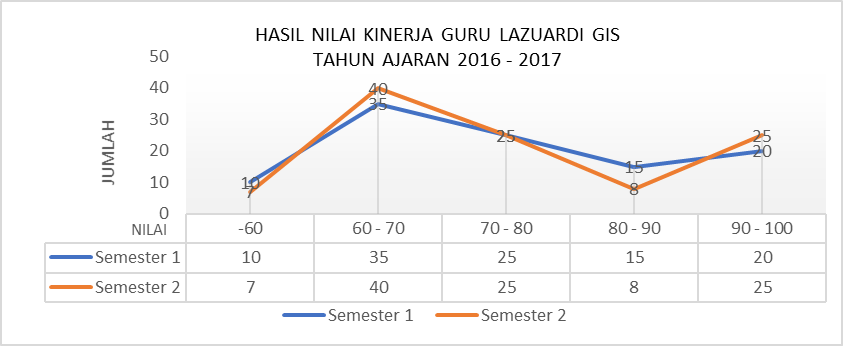 HASIL NILAI KINERJA GURU LAZUARDI GIS
TAHUN AJARAN 2016 - 2017
JUMLAH
50
40
30
20
10
0
10
7
40
35
25
15
8
25
20
NILAI -60 60 - 70 70 - 80 80 - 90 90 - 100
Semester 1 10 35 25 15 20
Semester 2 7 40 25 8 25
Semester 1 Semester 2